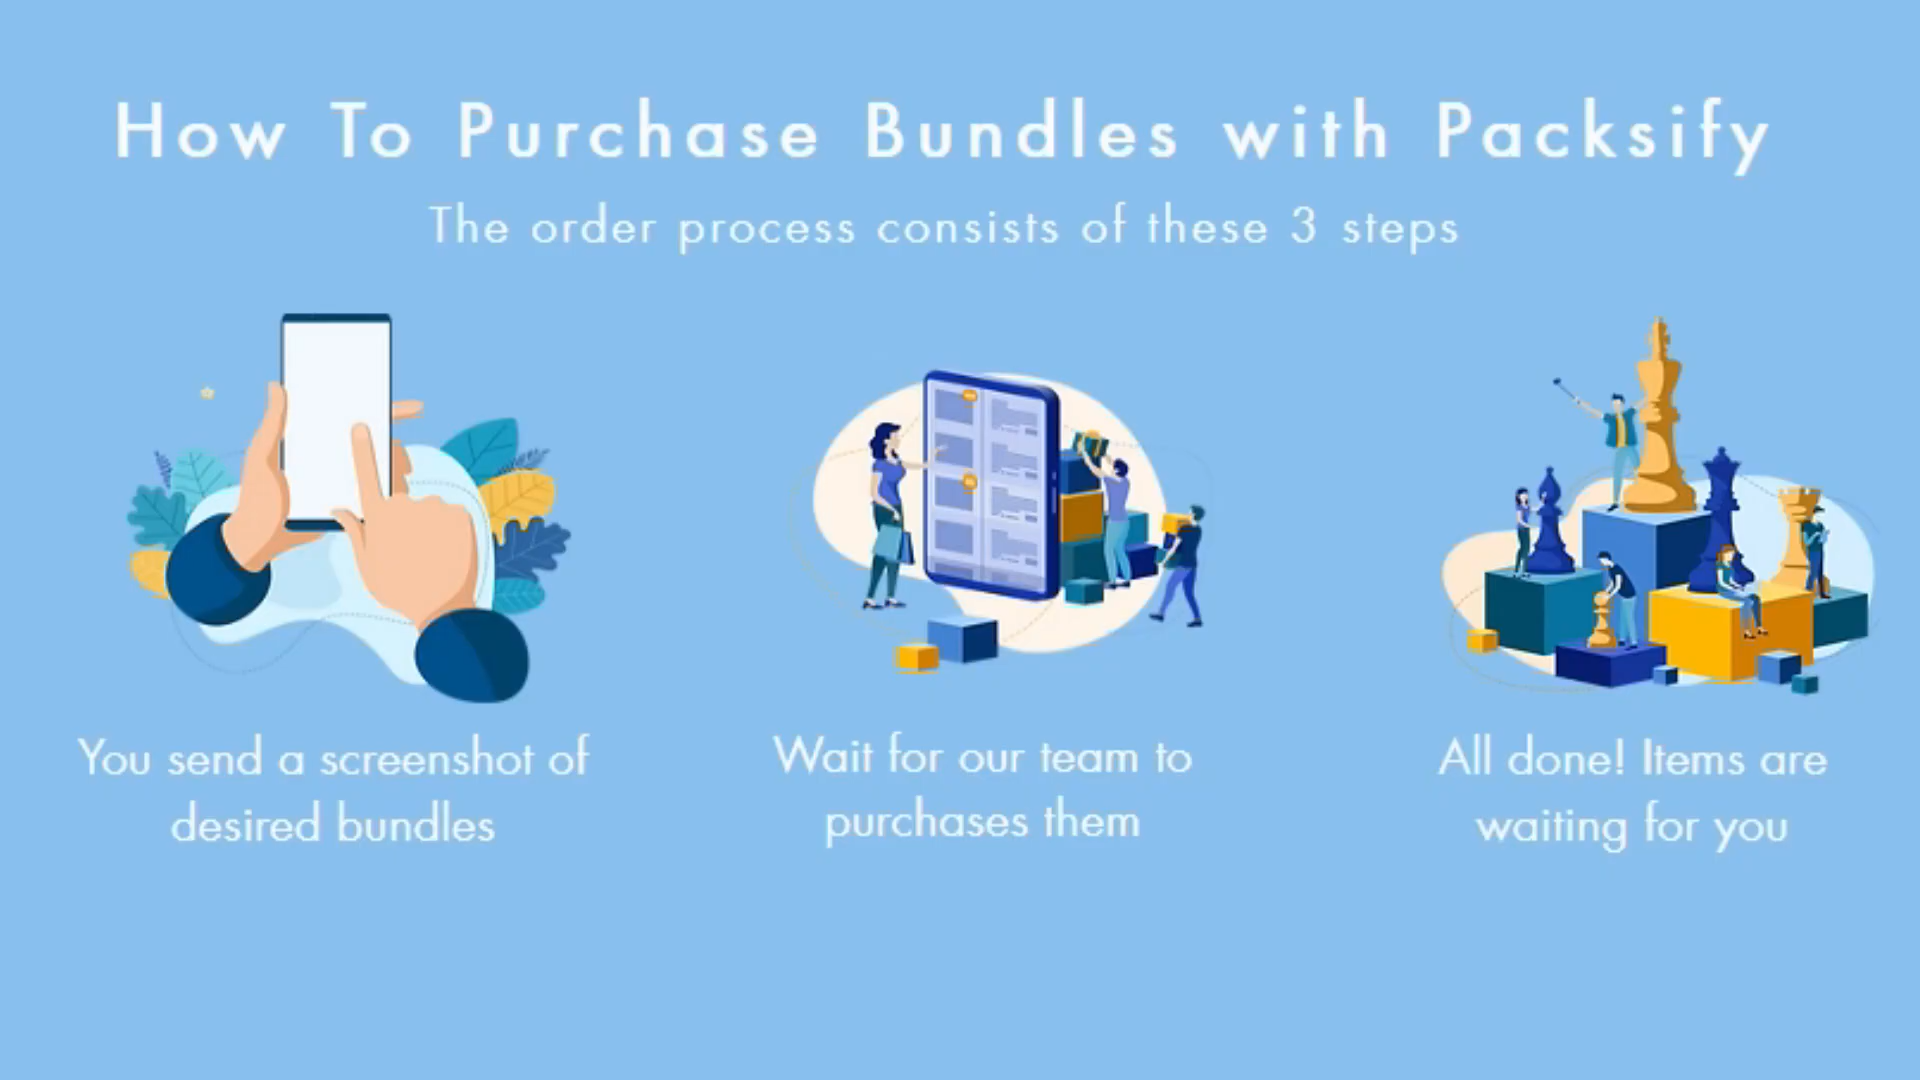 How To Purchase Bundles with Packsify
The order process consists of these 3 steps
You send a screenshot of
desired bundles
Wait for our team to
purchases them
All done! Items are
waiting for you